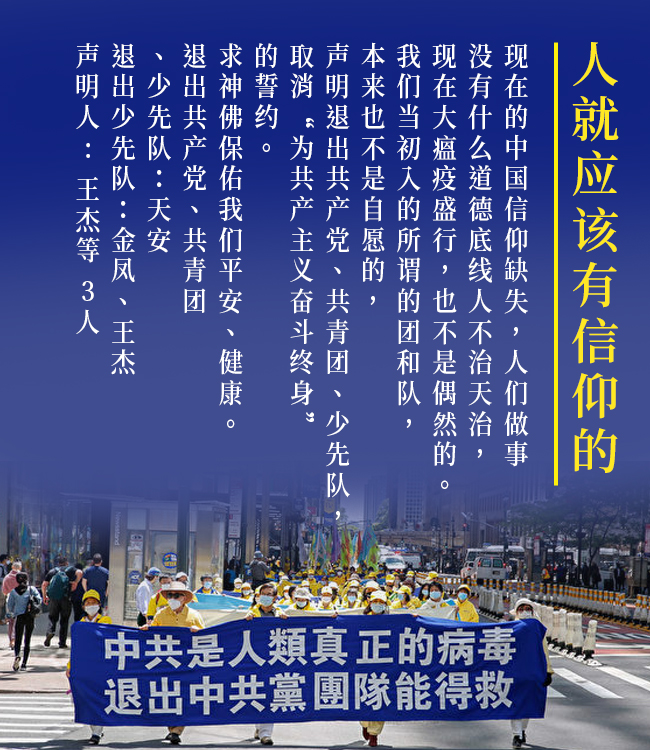 人就应该有信仰的
现在的中国信仰缺失，人们做事
没有什么道德底线人不治天治，
现在大瘟疫盛行，也不是偶然的。
我们当初入的所谓的团和队，
本来也不是自愿的，
声明退出共产党、共青团、少先队，
取消“为共产主义奋斗终身”
的誓约。
求神佛保佑我们平安、健康。
退出共产党、共青团
、少先队：天安
退出少先队：金凤、王杰
声明人：王杰等3人
中共是人類真正的病毒
退出中共黨團隊能得救